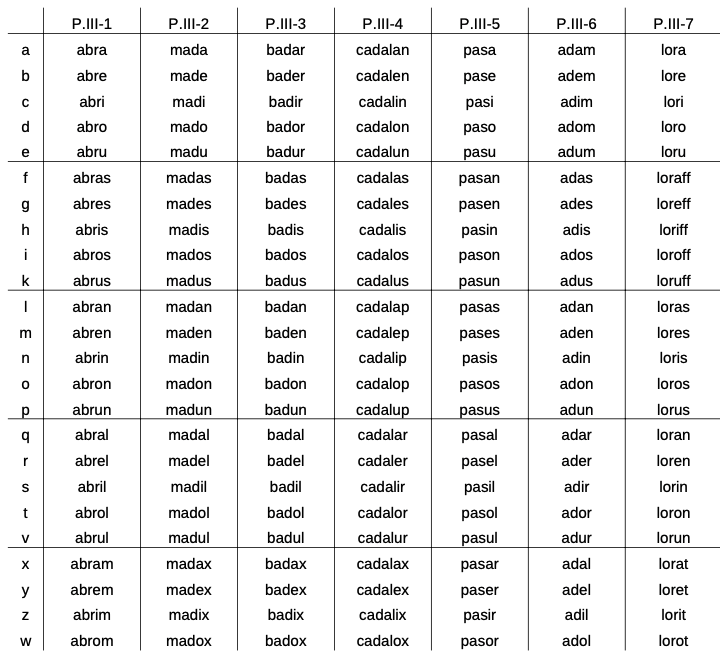 P.III-1 P.III-2 P.III-3 P.III-4 P.III-5 P.III-6 P.III-7
a abra mada badar cadalan pasa adam lora
b abre made bader cadalen pase adem lore
c abri madi badir cadalin pasi adim lori
d abro mado bador cadalon paso adom loro
e abru madu badur cadalun pasu adum loru
f abras madas badas cadalas pasan adas loraff
g abres mades bades cadales pasen ades loreff
h abris madis badis cadalis pasin adis loriff
i abros mados bados cadalos pason ados loroff
k abrus madus badus cadalus pasun adus loruff
l abran madan badan cadalap pasas adan loras
m abren maden baden cadalep pases aden lores
n abrin madin badin cadalip pasis adin loris
o abron madon badon cadalop pasos adon loros
p abrun madun badun cadalup pasus adun lorus
q abral madal badal cadalar pasal adar loran
r abrel madel badel cadaler pasel ader loren
s abril madil badil cadalir pasil adir lorin
t abrol madol badol cadalor pasol ador loron
v abrul madul badul cadalur pasul adur lorun
x abram madax badax cadalax pasar adal lorat
y abrem madex badex cadalex paser adel loret
z abrim madix badix cadalix pasir adil lorit
w abrom madox badox cadalox pasor adol lorot